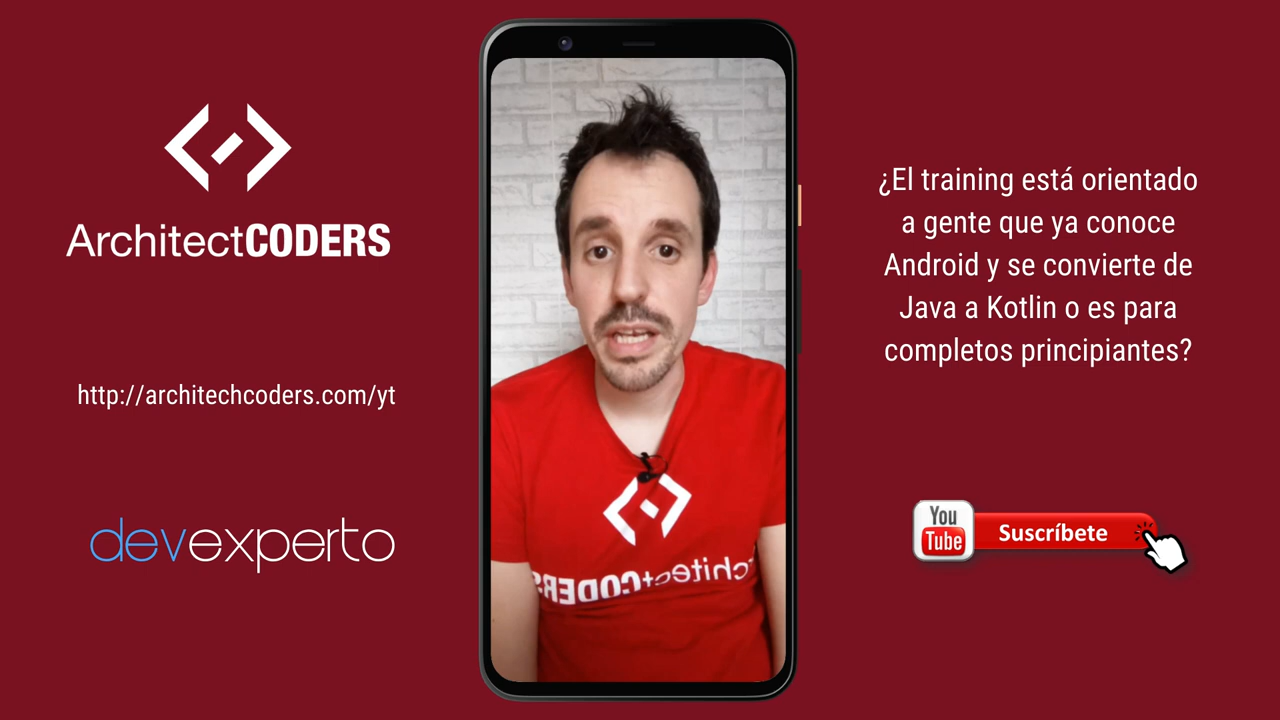 ArchitectCODERS
http://architechcoders.com/yt
devexperto
ArchitectCODERS
¿El training está orientado
a gente que ya conoce
Android y se convierte de
Java a Kotlin o es para
completos principiantes?
You
Tube
Suscríbete